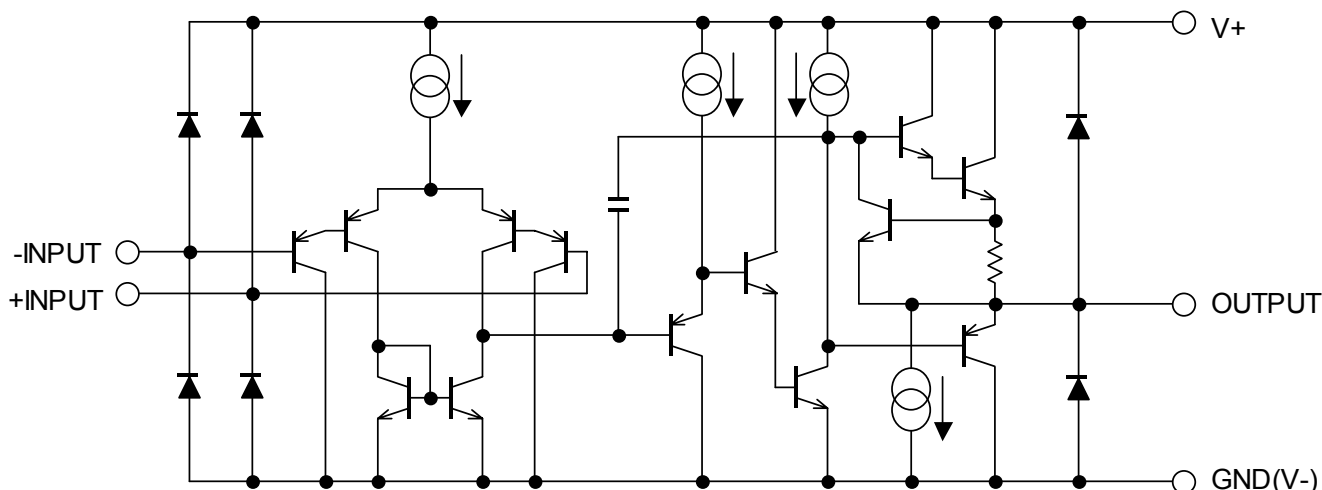 V+
-INPUT
+INPUT
OUTPUT
GND(V-)